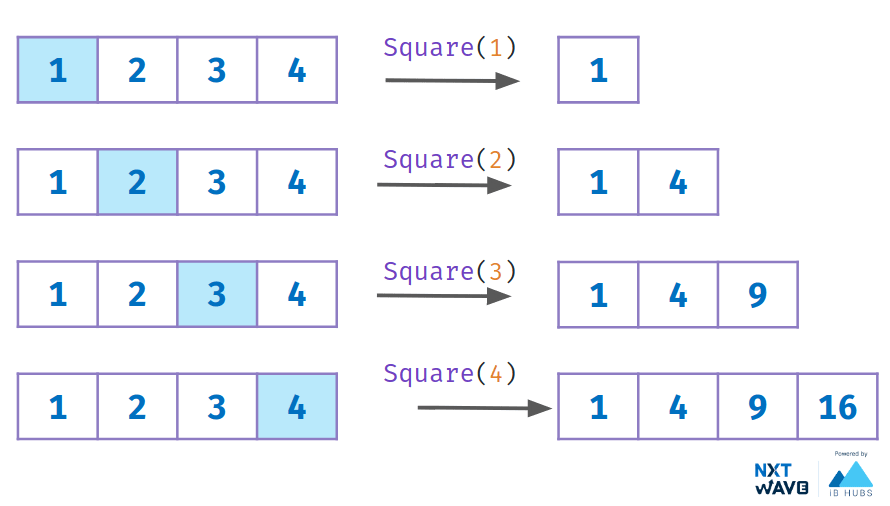 1 2 3 4 Square(1) 1
1 2 3 4 Square(2) 1 4
1 2 3 4 Square(3) 1 4 9
1 2 3 4 Square(4) 1 4 9 16
Powered by
NXT
WAVE
iB HUBS